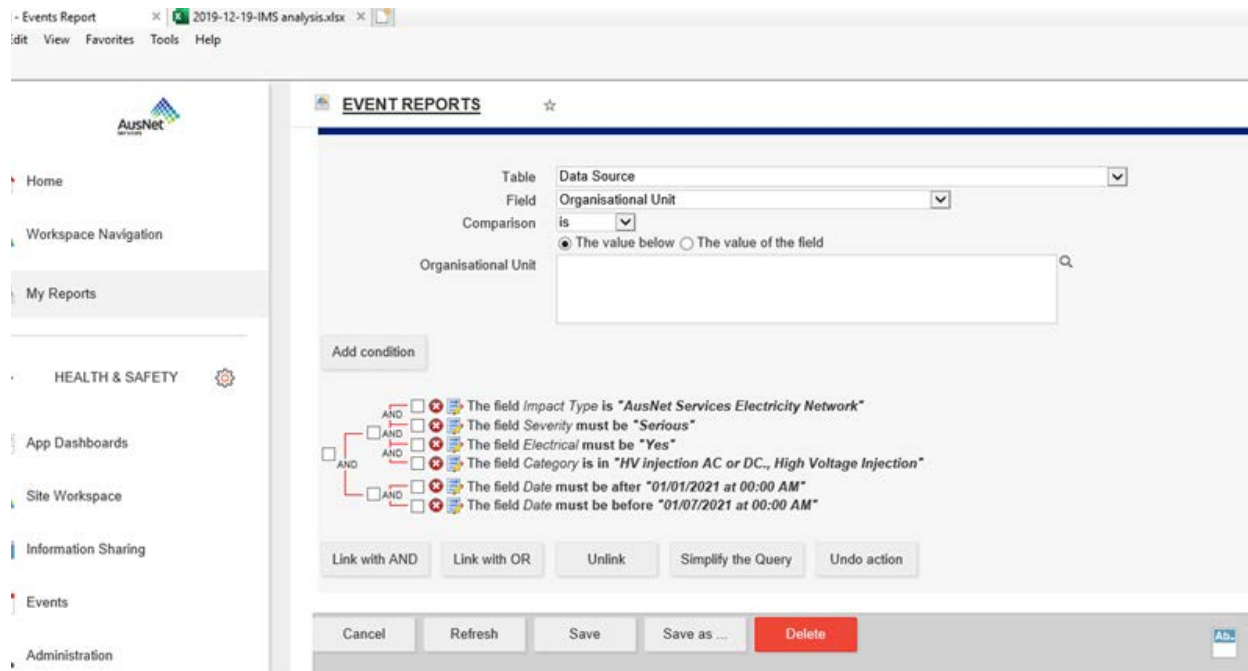 - Events Report
2019-12-19-IMS analysis.xlsx
Edit View Favorites Tools Help
AusNet
services
EVENT REPORTS
Home
Workspace Navigation
My Reports
HEALTH & SAFETY
App Dashboards
Site Workspace
Information Sharing
Events
Administration
Table Data Source
Field Organisational Unit
Comparison is
The value below The value of the field
Organisational Unit
Add condition
AND The field Impact Type is "AusNet Services Electricity Network"
AND AND The field Severity must be "Serious"
AND The field Electrical must be "Yes"
AND The field Category is in "HV injection AC or DC., High Voltage Injection"
AND The field Date must be after "01/01/2021 at 00:00 AM"
The field Date must be before "01/07/2021 at 00:00 AM"
Link with AND Link with OR Unlink Simplify the Query Undo action
Cancel Refresh Save Save as ... Delete
Ab..